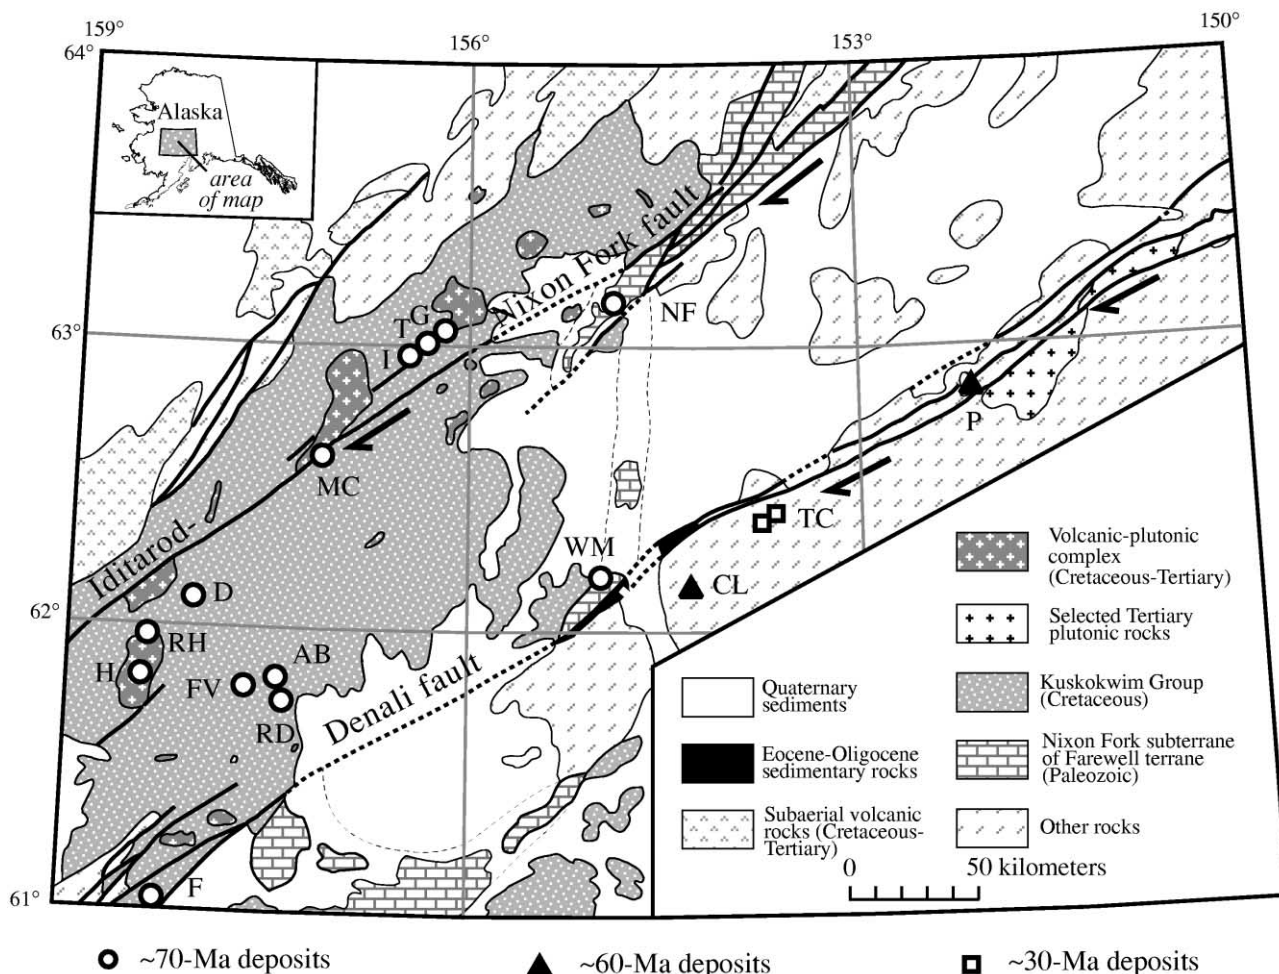 159°
156°
153°
150°
64°
Alaska
area
of map
Nixon Fork fault
63°
NF
G
T
I
P
MC
TC
WM
CL
Iditarod-
D
62°
RH
H
AB
FV
RD
Denali fault
F
61°
Volcanic-plutonic
complex
(Cretaceous-Tertiary)
Selected Tertiary
plutonic rocks
Quaternary
sediments
Kuskokwim Group
(Cretaceous)
Eocene-Oligocene
sedimentary rocks
Nixon Fork subterrane
of Farewell terrane
(Paleozoic)
Subaerial volcanic
rocks (Cretaceous-
Tertiary)
Other rocks
0 50 kilometers
~70-Ma deposits
~60-Ma deposits
~30-Ma deposits